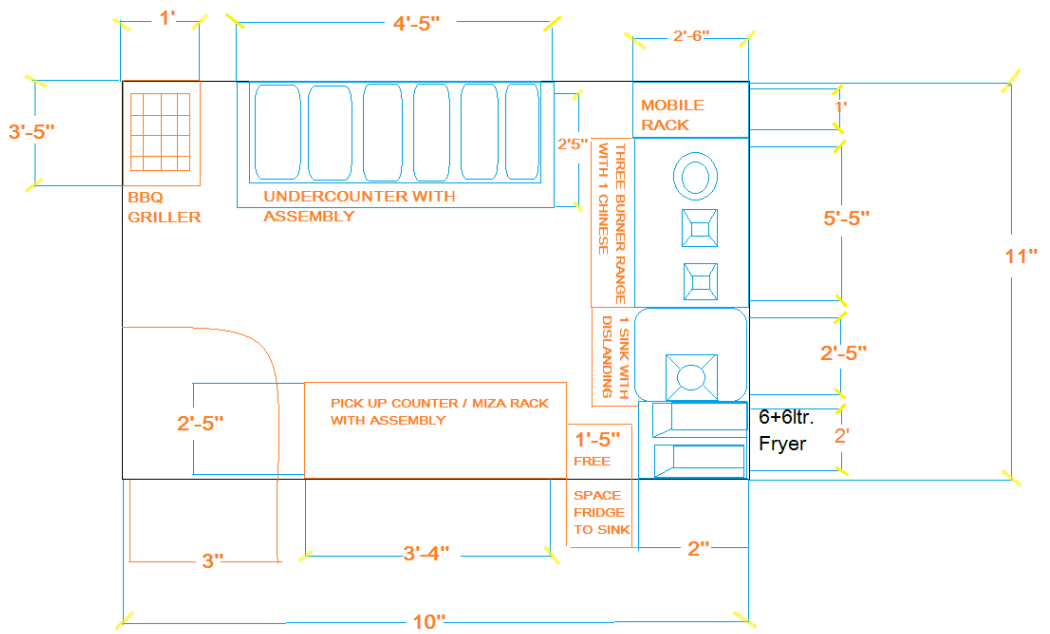 1'
4'-5"
2'-6"
3'-5"
MOBILE
RACK
1'
2'5"
BBQ
GRILLER
UNDERCOUNTER WITH
ASSEMBLY
THREE BURNER RANGE
WITH 1 CHINESE
5'-5"
11"
1 SINK WITH
DISLANDING
2'-5"
PICK UP COUNTER / MIZA RACK
WITH ASSEMBLY
2'-5"
6+6ltr.
Fryer
2'
1'-5"
FREE
SPACE
FRIDGE
TO SINK
3"
3'-4"
2"
10"